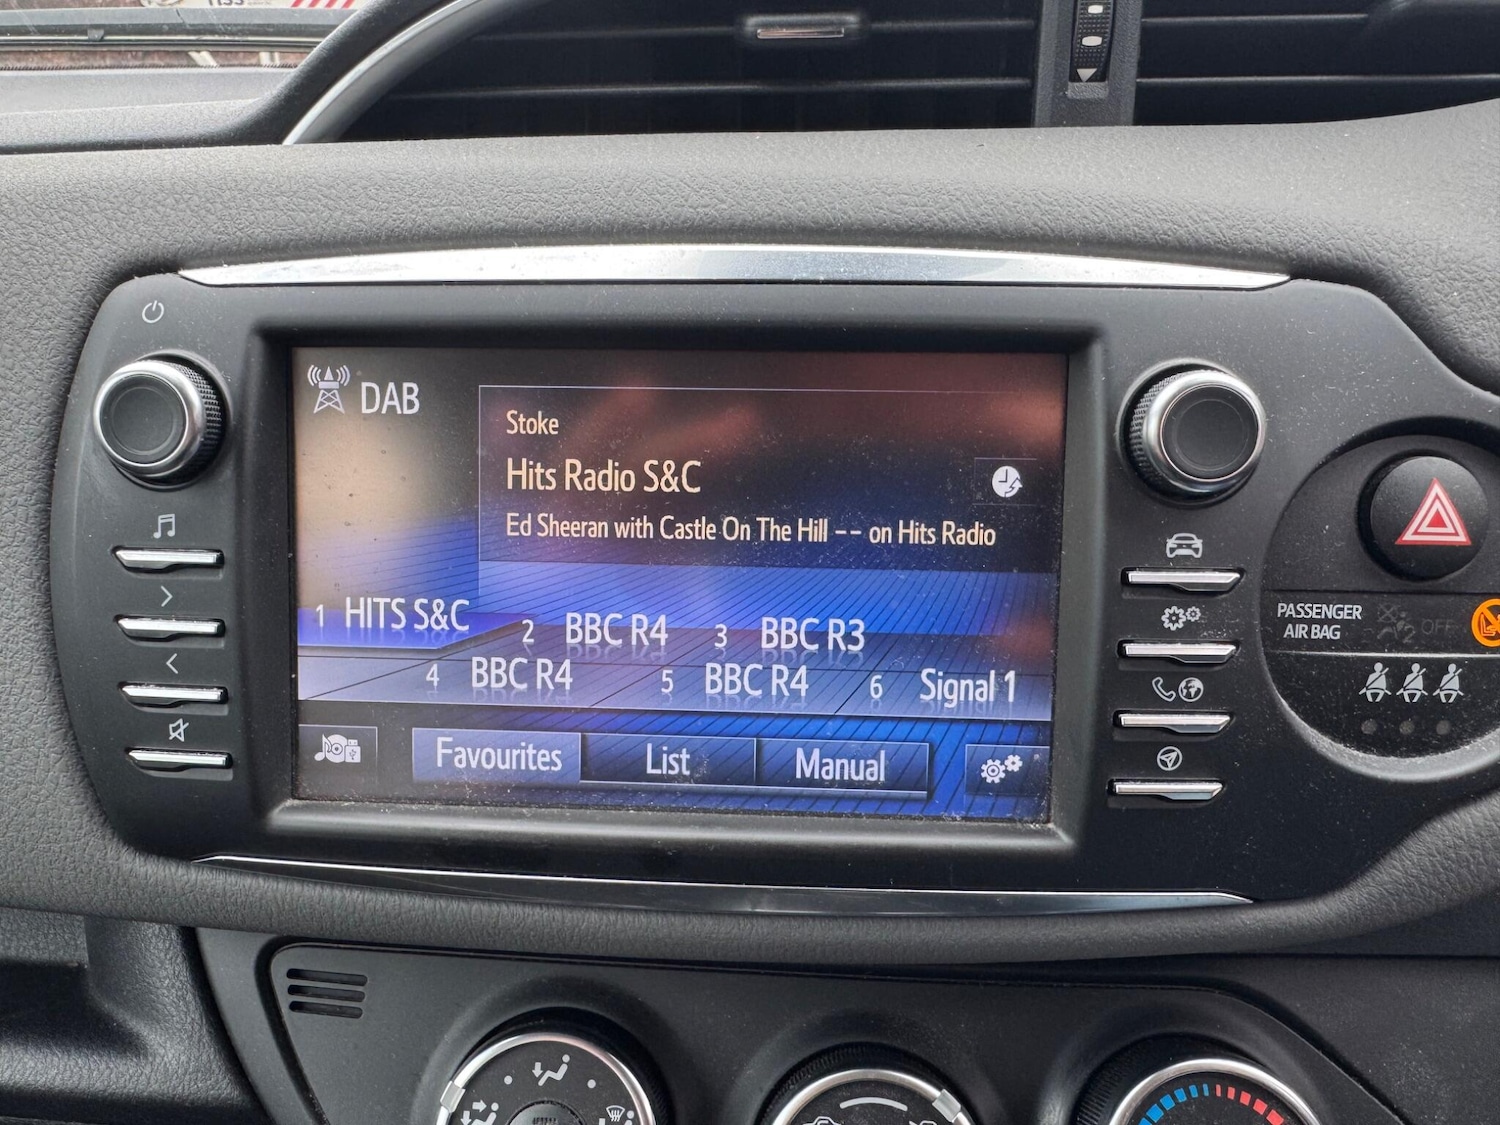 DAB
Stoke
Hits Radio S&C
Ed Sheeran with Castle On The Hill -- on Hits Radio
1 HITS S&C
2 BBC R4
3 BBC R3
4 BBC R4
5 BBC R4
6 Signal 1
Favourites
List
Manual
PASSENGER
AIR BAG
2 OFF